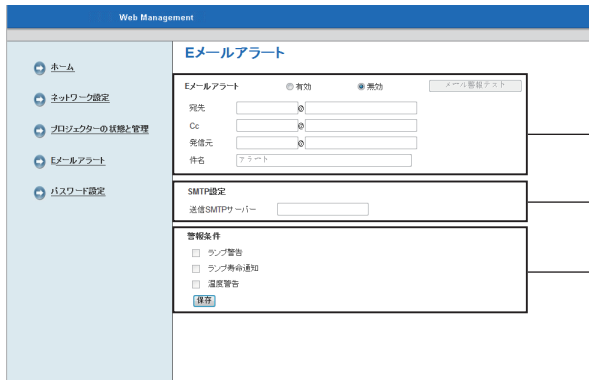 Web Management
Eメールアラート
ホーム
ネットワーク設定
プロジェクターの状態と管理
Eメールアラート
パスワード設定
Eメールアラート 有効 無効 メール警報テスト
宛先 @
Cc @
発信元 @
件名 アラート
SMTP設定
送信SMTPサーバー
警報条件
ランプ警告
ランプ寿命通知
温度警告
保存